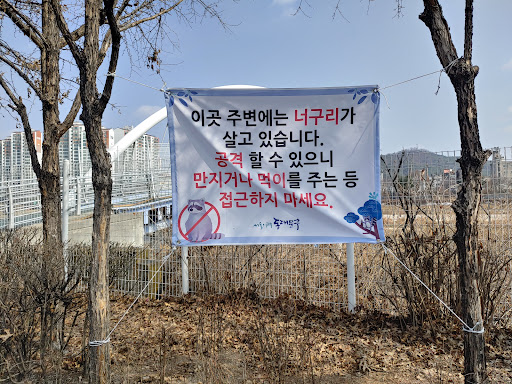 이곳 주변에는 너구리가
살고 있습니다.
공격 할 수 있으니
만지거나 먹이를 주는 등
접근하지 마세요.